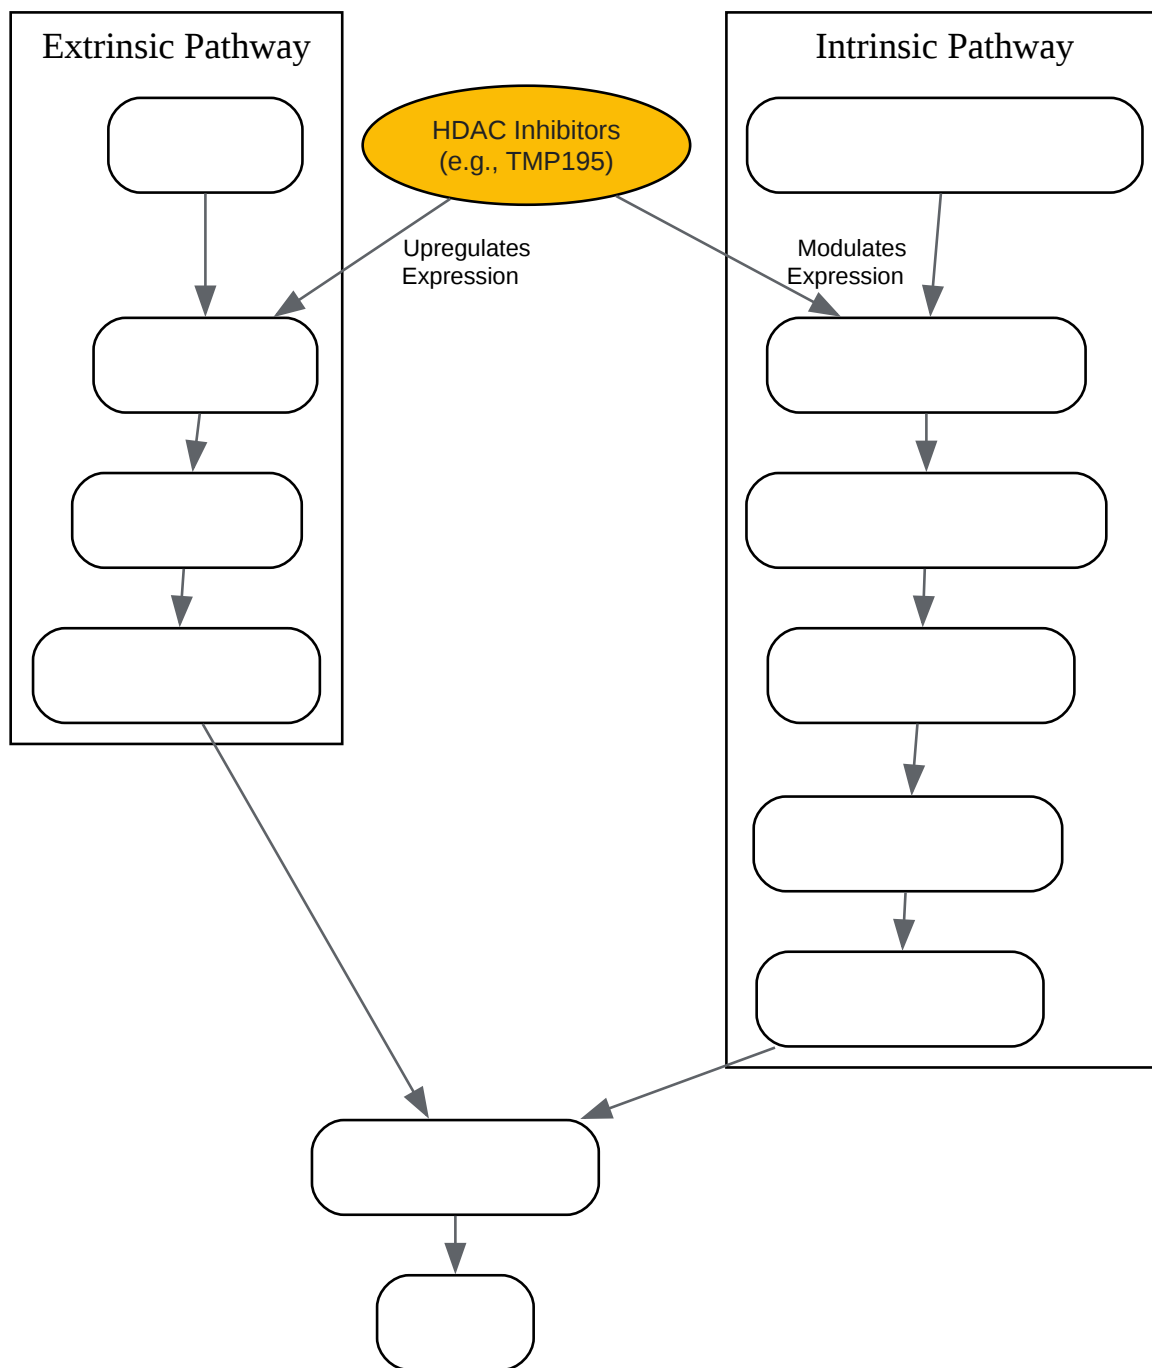 Extrinsic Pathway
Intrinsic Pathway
HDAC Inhibitors
(e.g., TMP195)
Upregulates
Expression
Modulates
Expression